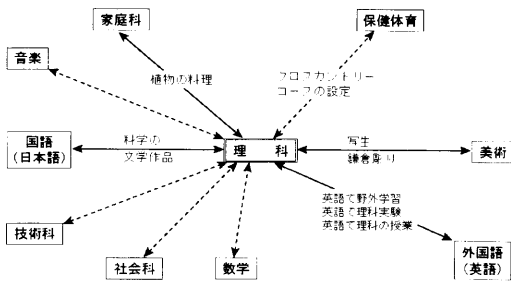 家庭科
保健体育
音楽
植物の料理
クロスカントリー
コースの設定
国語
（日本語）
科学の
文学作品
理　科
写生
鎌倉彫り
美術
英語で野外学習
英語で理科実験
英語で理科の授業
技術科
社会科
数学
外国語
（英語）